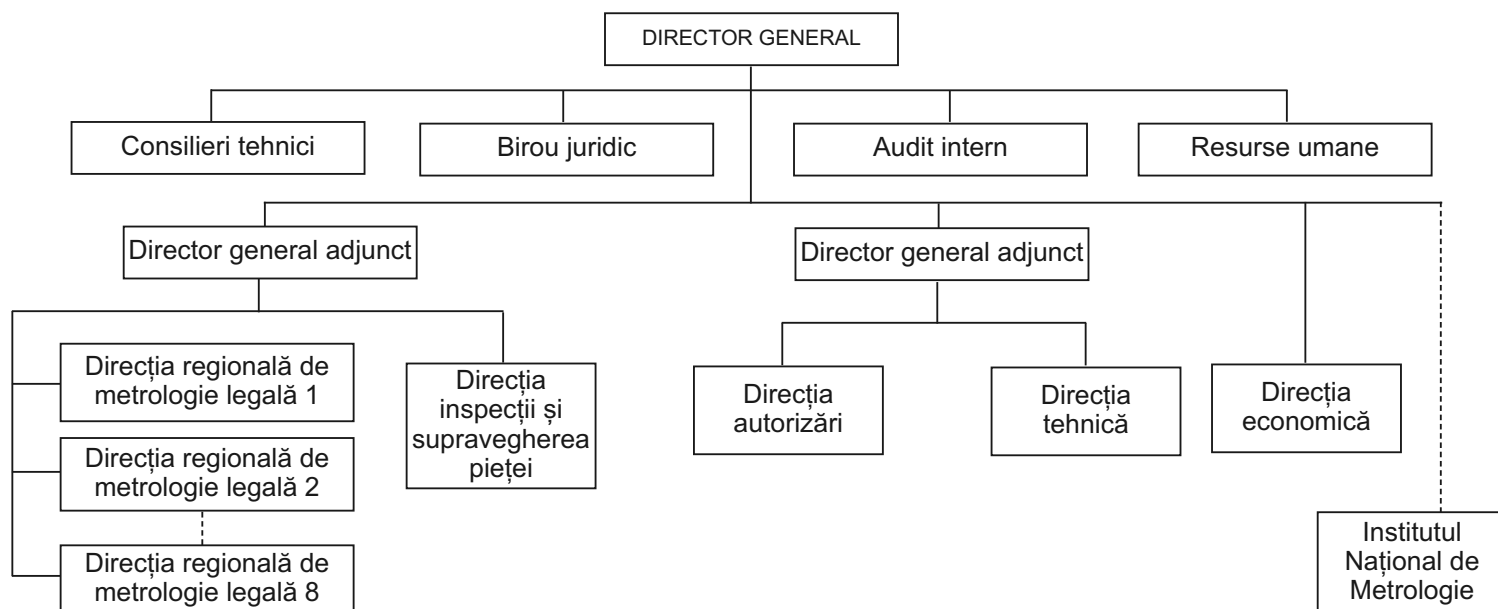 DIRECTOR GENERAL
Consilieri tehnici
Birou juridic
Audit intern
Resurse umane
Director general adjunct
Director general adjunct
Direcția regională de
metrologie legală 1
Direcția regională de
metrologie legală 2
Direcția regională de
metrologie legală 8
Direcția
inspecții și
supravegherea
pieței
Direcția
autorizări
Direcția
tehnică
Direcția
economică
Institutul
Național de
Metrologie